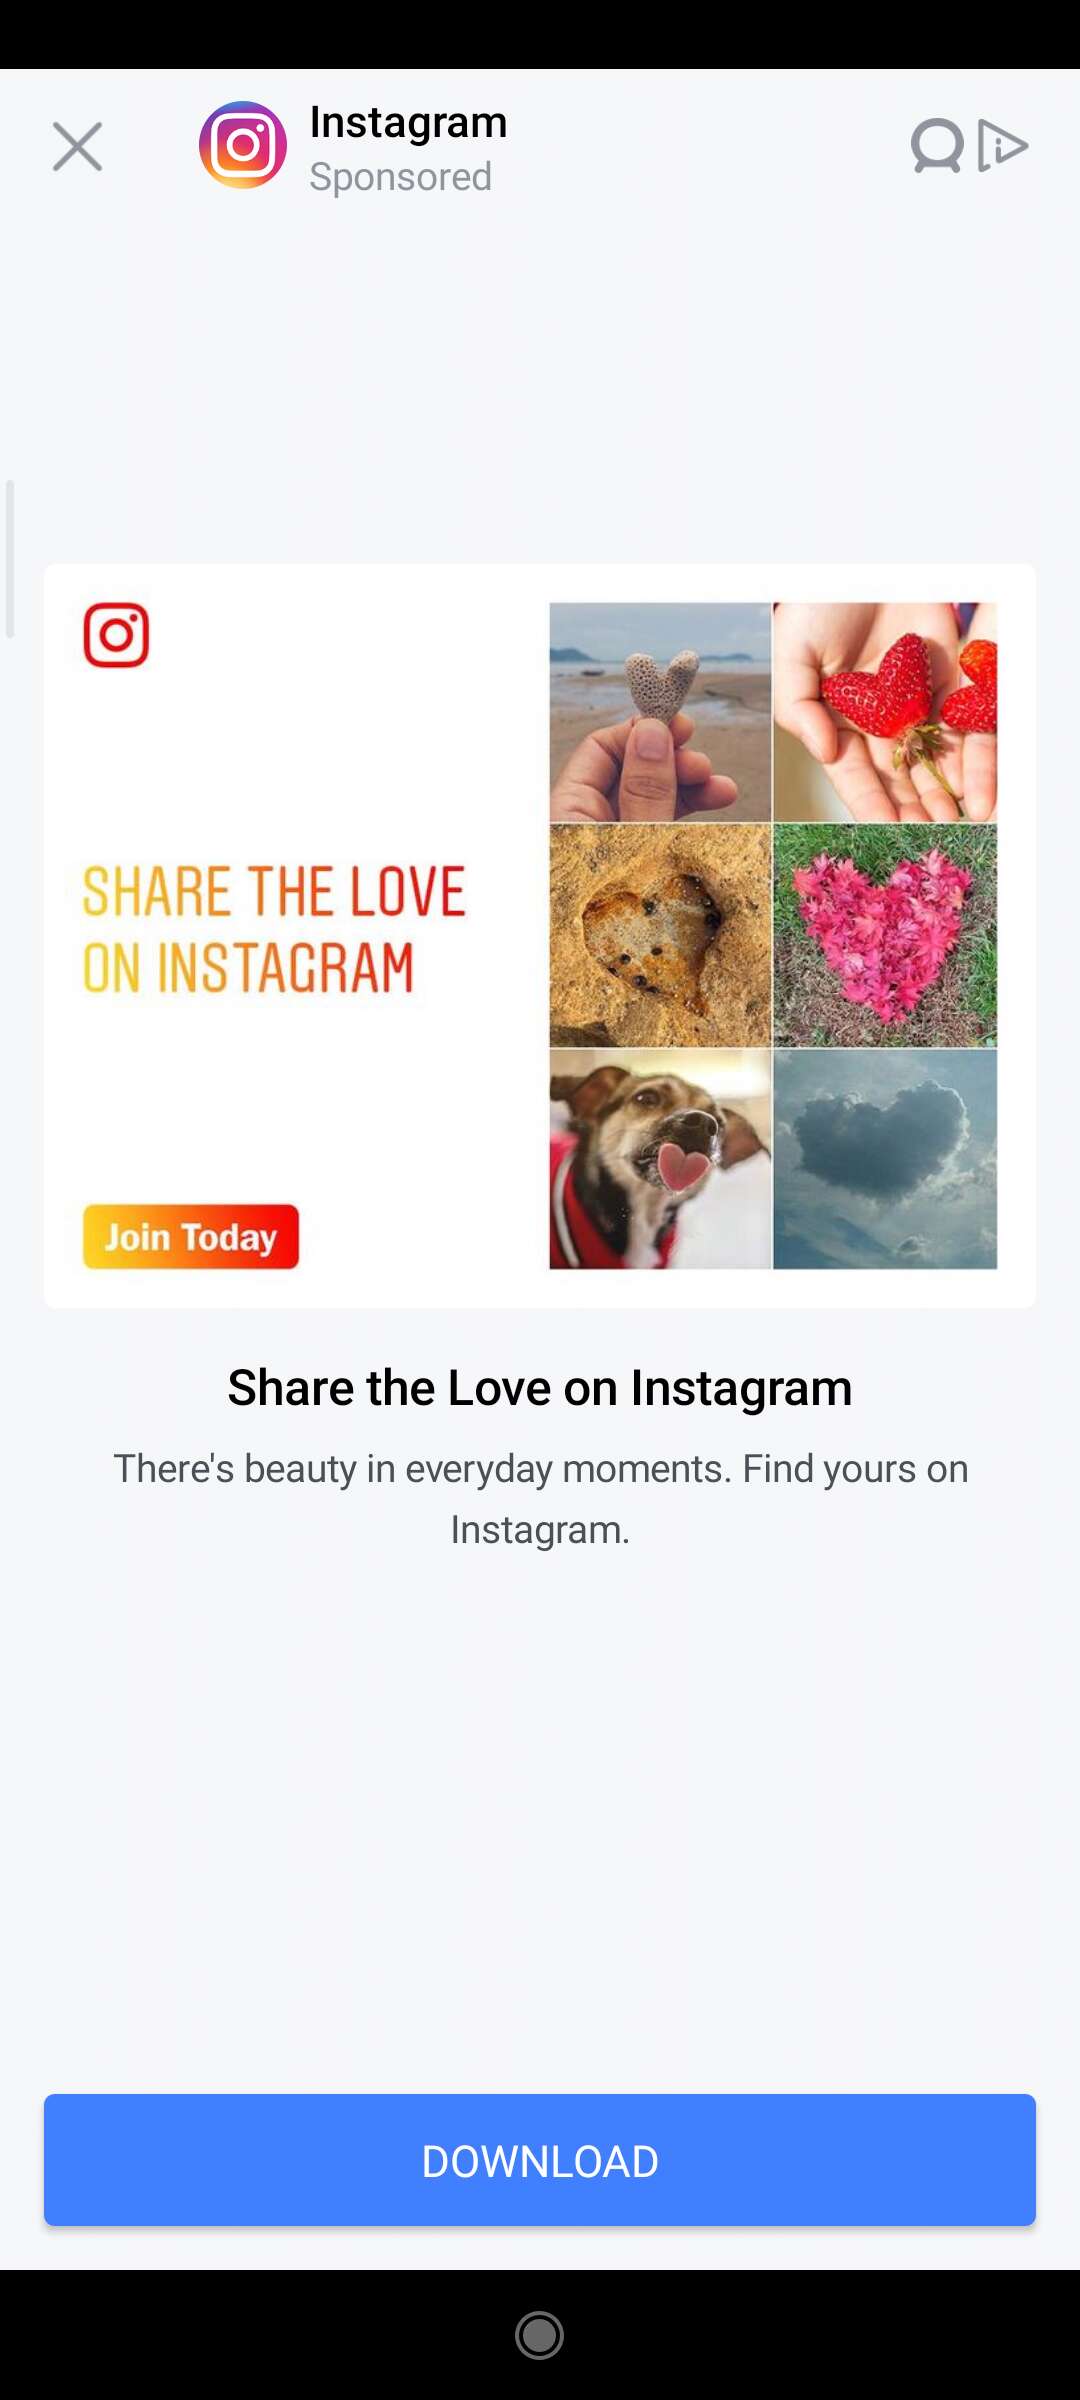 Instagram
Sponsored
SHARE THE LOVE
ON INSTAGRAM
Join Today
Share the Love on Instagram
There's beauty in everyday moments. Find yours on
Instagram.
DOWNLOAD